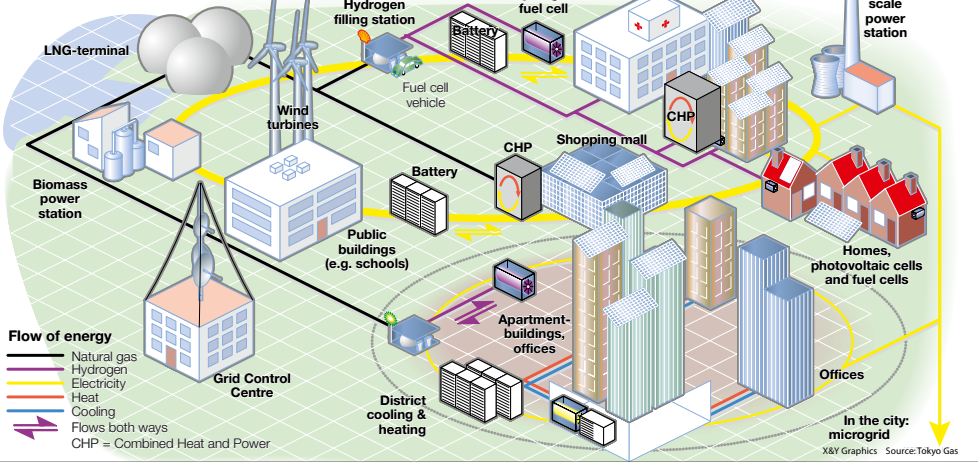 Hydrogen
filling station
fuel cell
scale
power
station
LNG-terminal
Battery
Fuel cell
vehicle
Wind
turbines
CHP
Shopping mall
CHP
Battery
Biomass
power
station
Public
buildings
(e.g. schools)
Homes,
photovoltaic cells
and fuel cells
Apartment-
buildings,
offices
Flow of energy
Natural gas
Hydrogen
Electricity
Heat
Cooling
Flows both ways
CHP = Combined Heat and Power
Grid Control
Centre
District
cooling &
heating
Offices
In the city:
microgrid
X&Y Graphics Source: Tokyo Gas